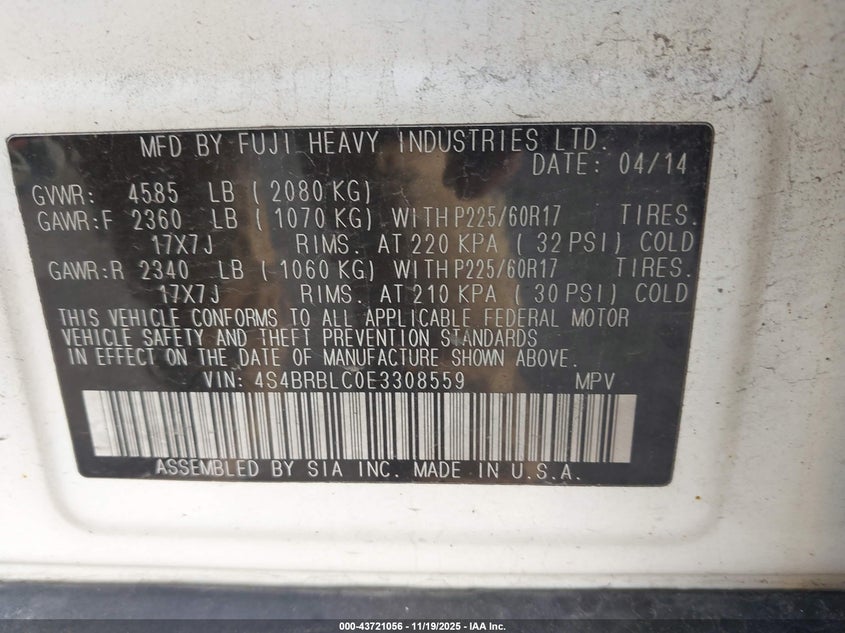 MFD BY FUJI HEAVY INDUSTRIES LTD.
DATE: 04/14
GVWR: 4585 LB ( 2080 KG)
GAWR:F 2360 LB ( 1070 KG) WITH P225/60R17 TIRES.
17X7J RIMS. AT 220 KPA ( 32 PSI) COLD
GAWR:R 2340 LB ( 1060 KG) WITH P225/60R17 TIRES.
17X7J RIMS. AT 210 KPA ( 30 PSI) COLD
THIS VEHICLE CONFORMS TO ALL APPLICABLE FEDERAL MOTOR
VEHICLE SAFETY AND THEFT PREVENTION STANDARDS
IN EFFECT ON THE DATE OF MANUFACTURE SHOWN ABOVE.
VIN: 4S4BRBLC0E3308559 MPV
ASSEMBLED BY SIA INC. MADE IN U.S.A.
000-43721056 - 11/19/2025 - IAA Inc.